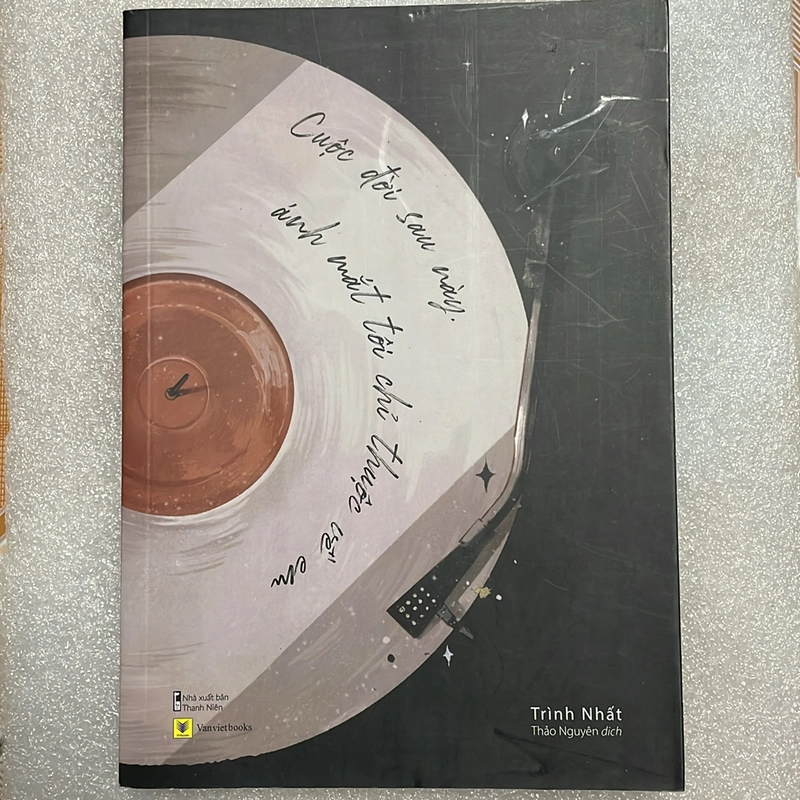 Cuộc đời sau này,
ánh mắt tôi chỉ thuộc về em
Nhà xuất bản
Thanh Niên
Vanvietbooks
Trình Nhất
Thảo Nguyên dịch